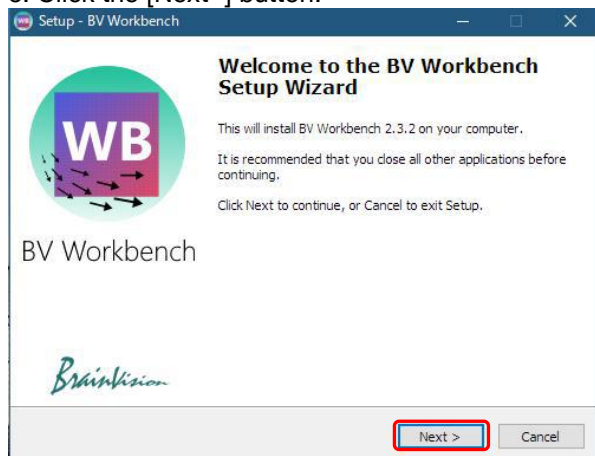 Setup - BV Workbench
Welcome to the BV Workbench
Setup Wizard
This will install BV Workbench 2.3.2 on your computer.
It is recommended that you close all other applications before
continuing.
Click Next to continue, or Cancel to exit Setup.
WB
BV Workbench
BrainVision
Next >
Cancel